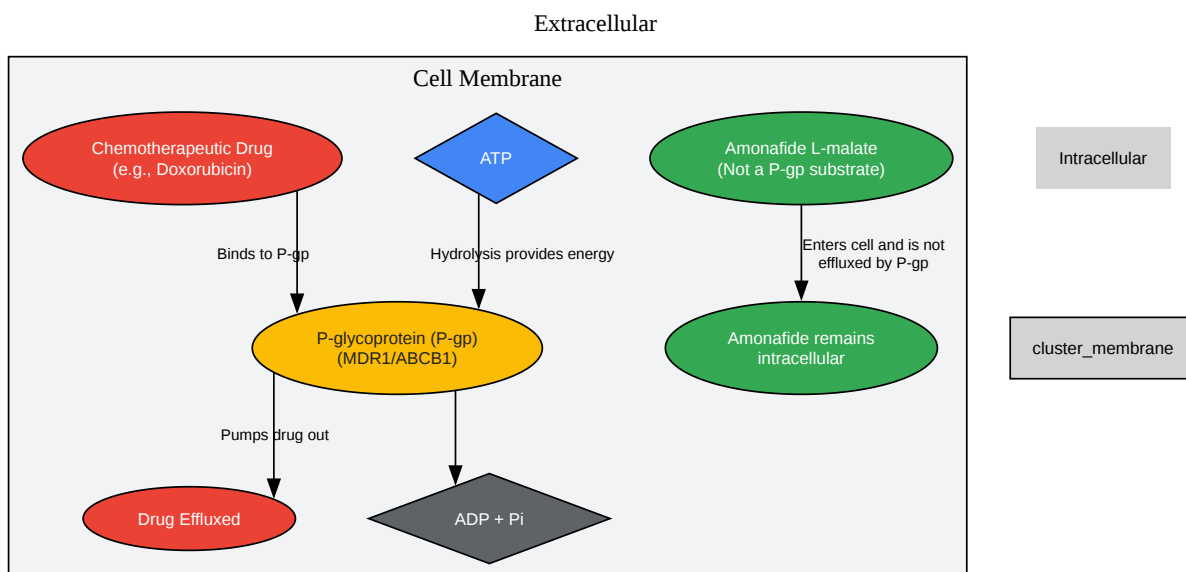 Extracellular
Cell Membrane
Chemotherapeutic Drug
(e.g., Doxorubicin)
ATP
Amonafide L-malate
(Not a P-gp substrate)
Intracellular
Binds to P-gp
Hydrolysis provides energy
Enters cell and is not
effluxed by P-gp
P-glycoprotein (P-gp)
(MDR1/ABCB1)
Amonafide remains
intracellular
cluster_membrane
Pumps drug out
Drug Effluxed
ADP + Pi